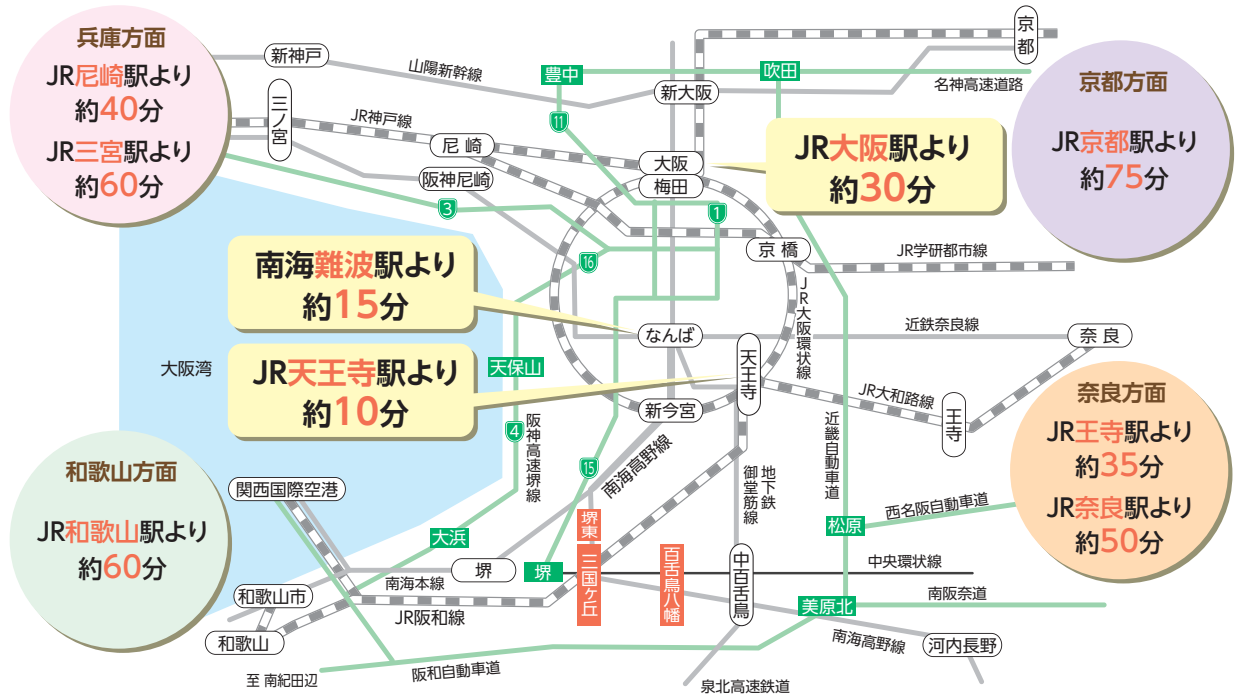 兵庫方面
JR尼崎駅より
約40分
JR三宮駅より
約60分
京都方面
JR京都駅より
約75分
JR大阪駅より
約30分
南海難波駅より
約15分
JR天王寺駅より
約10分
和歌山方面
JR和歌山駅より
約60分
奈良方面
JR王寺駅より
約35分
JR奈良駅より
約50分
新神戸
山陽新幹線
豊中
吹田
京都
名神高速道路
新大阪
三ノ宮
JR神戸線
11
尼崎
大阪
阪神尼崎
梅田
3
1
京橋
JR学研都市線
16
JR大阪環状線
なんば
近鉄奈良線
奈良
大阪湾
天保山
天王寺
JR大和路線
王寺
新今宮
4
阪神高速堺線
15
南海高野線
地下鉄
御堂筋線
近畿自動車道
関西国際空港
堺東
松原
西名阪自動車道
大浜
堺
堺
三国ヶ丘
百舌鳥八幡
中百舌鳥
中央環状線
南海本線
和歌山市
JR阪和線
美原北
南阪奈道
和歌山
南海高野線
河内長野
阪和自動車道
至 南紀田辺
泉北高速鉄道